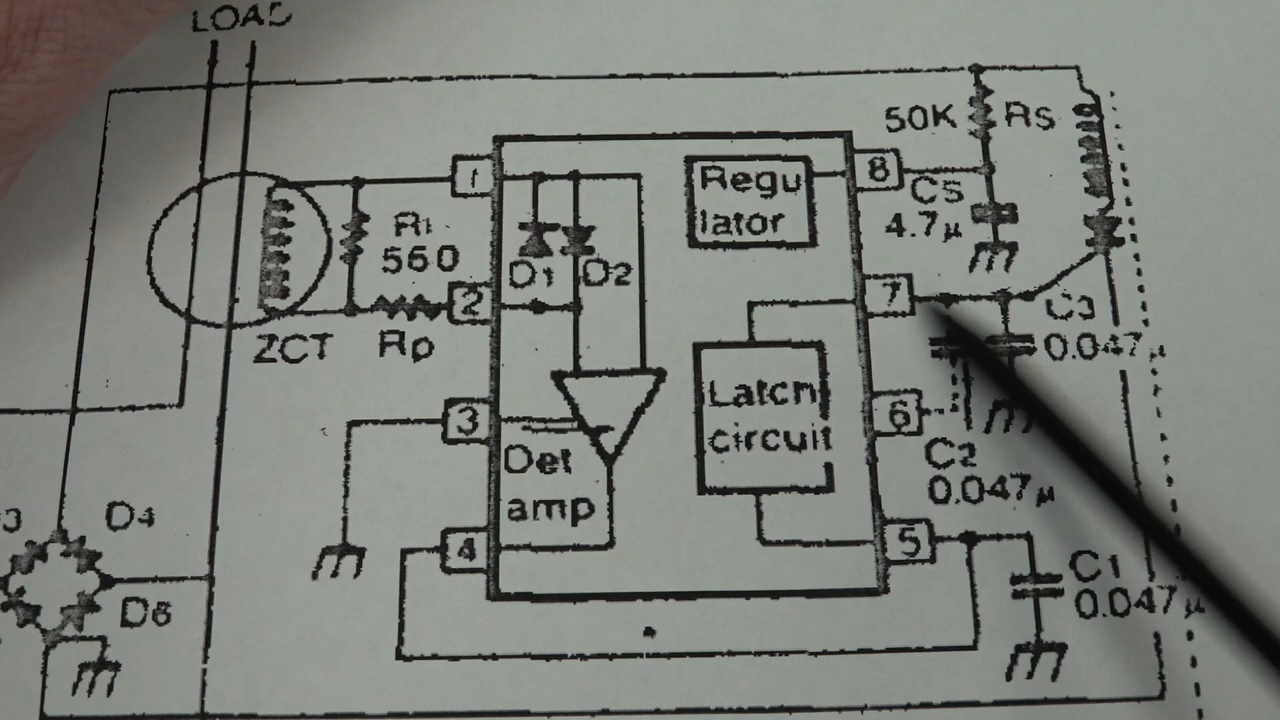 LOAD
50K Rs
1
Regu
lator
8
C5
4.7μ
R1
560
D1 D2
2
7
C3
0.047μ
ZCT Rp
3
Latch
circuit
6
Det
amp
C2
0.047μ
D4
4
5
C1
0.047μ
D6